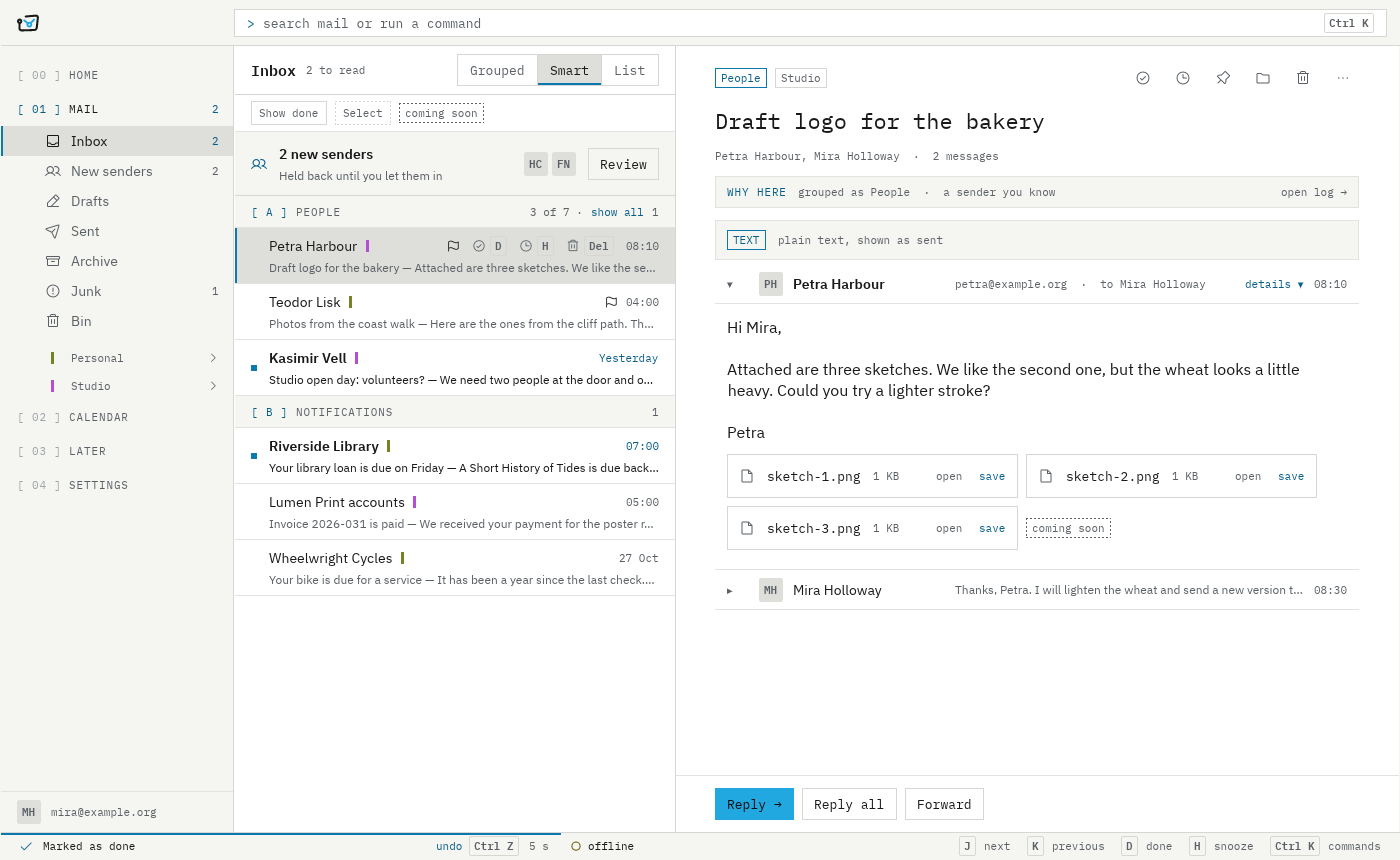 > search mail or run a command Ctrl K
[ 00 ] HOME
[ 01 ] MAIL 2
Inbox 2
New senders 2
Drafts
Sent
Archive
Junk 1
Bin
Personal
Studio
[ 02 ] CALENDAR
[ 03 ] LATER
[ 04 ] SETTINGS
MH mira@example.org
Inbox 2 to read Grouped Smart List
Show done Select coming soon
2 new senders
Held back until you let them in
HC FN Review
[ A ] PEOPLE 3 of 7 · show all 1
Petra Harbour D H Del 08:10
Draft logo for the bakery — Attached are three sketches. We like the se…
Teodor Lisk 04:00
Photos from the coast walk — Here are the ones from the cliff path. Th…
Kasimir Vell Yesterday
Studio open day: volunteers? — We need two people at the door and o…
[ B ] NOTIFICATIONS 1
Riverside Library 07:00
Your library loan is due on Friday — A Short History of Tides is due back…
Lumen Print accounts 05:00
Invoice 2026-031 is paid — We received your payment for the poster r…
Wheelwright Cycles 27 Oct
Your bike is due for a service — It has been a year since the last check.…
People Studio
Draft logo for the bakery
Petra Harbour, Mira Holloway · 2 messages
WHY HERE grouped as People · a sender you know open log →
TEXT plain text, shown as sent
▾ PH Petra Harbour petra@example.org · to Mira Holloway details ▾ 08:10
Hi Mira,
Attached are three sketches. We like the second one, but the wheat looks a little
heavy. Could you try a lighter stroke?
Petra
sketch-1.png 1 KB open save
sketch-2.png 1 KB open save
sketch-3.png 1 KB open save
coming soon
▸ MH Mira Holloway Thanks, Petra. I will lighten the wheat and send a new version t… 08:30
Reply → Reply all Forward
Marked as done undo Ctrl Z 5 s offline J next K previous D done H snooze Ctrl K commands